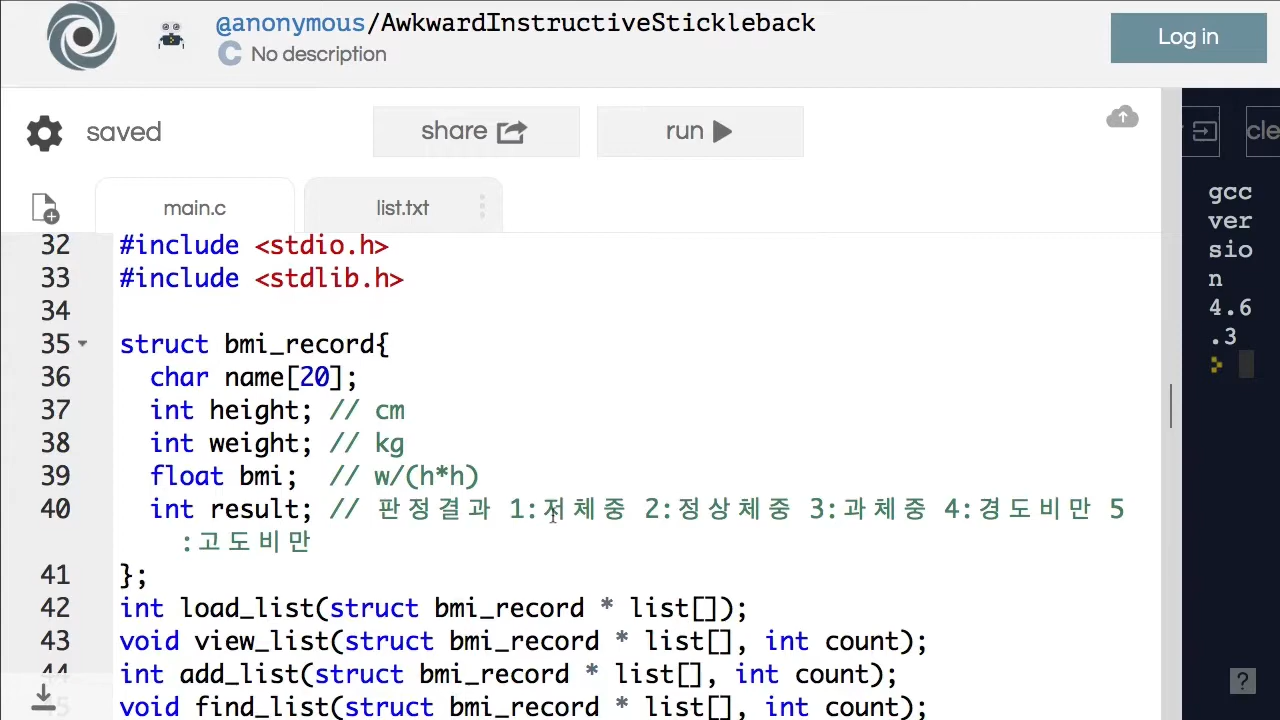 @anonymous/AwkwardInstructiveStickleback
No description
Log in
saved
share
run
cle
main.c
list.txt
gcc
ver
sio
n
4.6
.3
32 #include <stdio.h>
33 #include <stdlib.h>
34
35 struct bmi_record{
36 char name[20];
37 int height; // cm
38 int weight; // kg
39 float bmi; // w/(h*h)
40 int result; // 판정결과 1:저체중 2:정상체중 3:과체중 4:경도비만 5
:고도비만
41 };
42 int load_list(struct bmi_record * list[]);
43 void view_list(struct bmi_record * list[], int count);
44 int add_list(struct bmi_record * list[], int count);
45 void find_list(struct bmi_record * list[], int count);
?